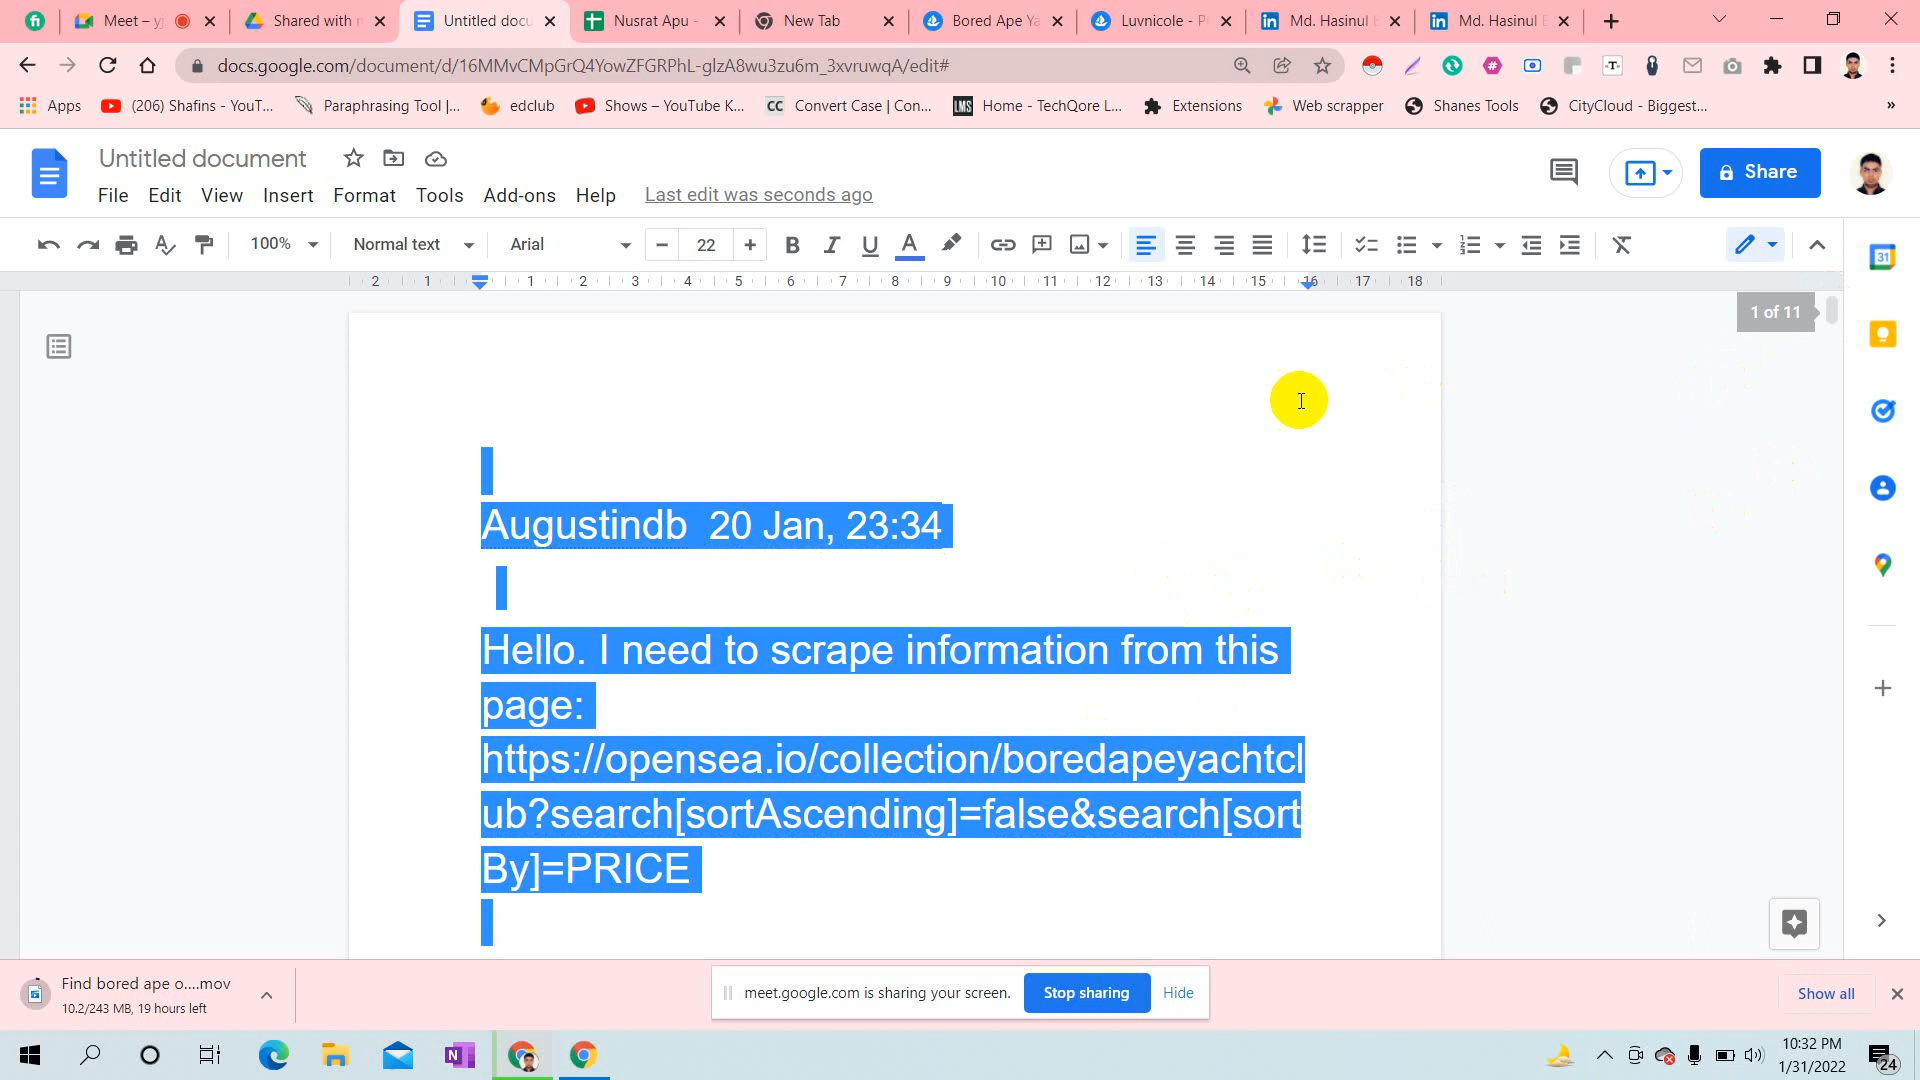 Meet – yj
Shared with m
Untitled docu
Nusrat Apu -
New Tab
Bored Ape Ya
Luvnicole - P
Md. Hasinul
Md. Hasinul
docs.google.com/document/d/16MMvCMpGrQ4YowZFGRPhL-glzA8wu3zu6m_3xvruwqA/edit#
Apps
(206) Shafins - YouT...
Paraphrasing Tool |...
edclub
Shows – YouTube K...
CC Convert Case | Con...
LMS Home - TechQore L...
Extensions
Web scrapper
Shanes Tools
CityCloud - Biggest...
»
Untitled document
Share
File Edit View Insert Format Tools Add-ons Help Last edit was seconds ago
100% Normal text Arial – 22 + B I U A
31
2 1 1 2 3 4 5 6 7 8 9 10 11 12 13 14 15 16 17 18
1 of 11
Augustindb  20 Jan, 23:34
Hello. I need to scrape information from this
page:
https://opensea.io/collection/boredapeyachtcl
ub?search[sortAscending]=false&search[sort
By]=PRICE
Find bored ape o....mov
10.2/243 MB, 19 hours left
meet.google.com is sharing your screen.
Stop sharing
Hide
Show all
10:32 PM
1/31/2022
24